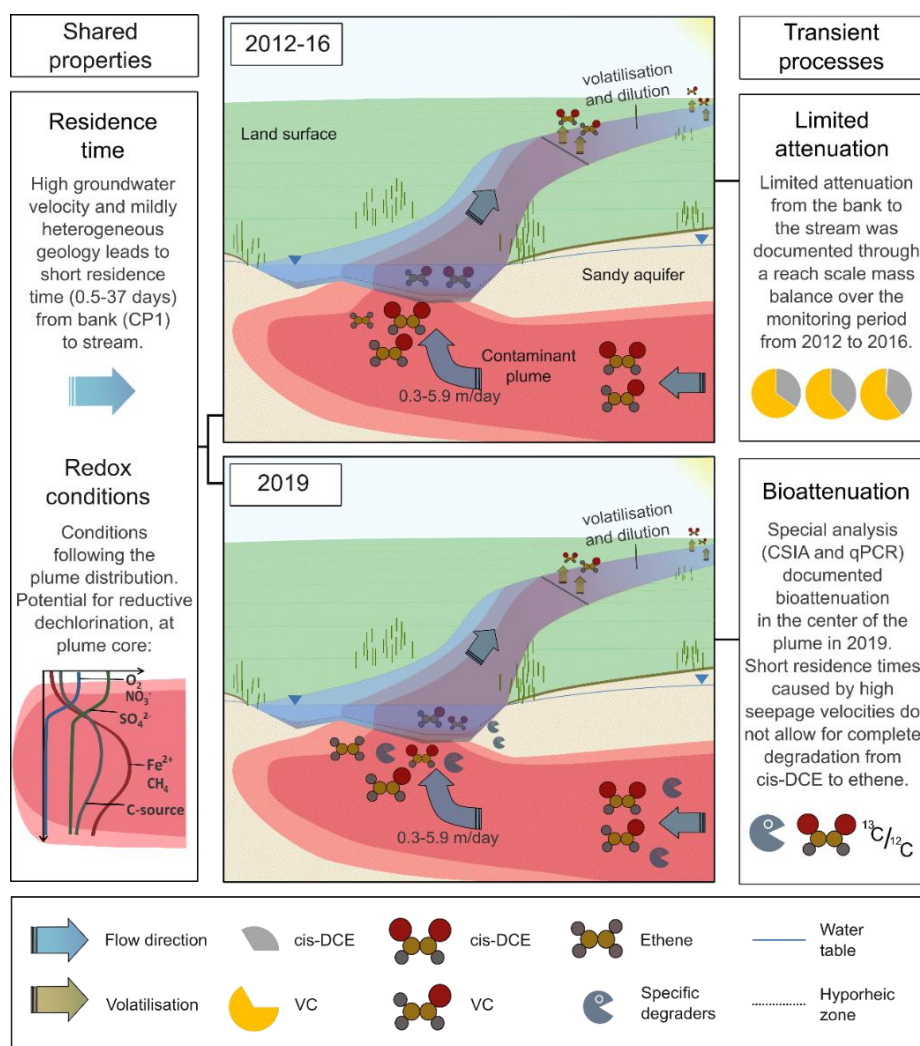 Shared
properties
Residence
time
High groundwater
velocity and mildly
heterogeneous
geology leads to
short residence
time (0.5-37 days)
from bank (CP1)
to stream.
Redox
conditions
Conditions
following the
plume distribution.
Potential for reductive
dechlorination, at
plume core:
O2
NO3-
SO42-
Fe2+
CH4
C-source
2012-16
volatilisation
and dilution
Land surface
Sandy aquifer
Contaminant
plume
0.3-5.9 m/day
2019
volatilisation
and dilution
0.3-5.9 m/day
Transient
processes
Limited
attenuation
Limited attenuation
from the bank to
the stream was
documented through
a reach scale mass
balance over the
monitoring period
from 2012 to 2016.
Bioattenuation
Special analysis
(CSIA and qPCR)
documented
bioattenuation
in the center of the
plume in 2019.
Short residence times
caused by high
seepage velocities do
not allow for complete
degradation from
cis-DCE to ethene.
13C/12C
Flow direction
cis-DCE
cis-DCE
Ethene
Water
table
Volatilisation
VC
VC
Specific
degraders
Hyporheic
zone